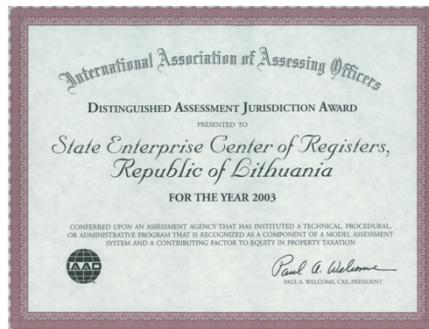 International Association of Assessing Officers
DISTINGUISHED ASSESSMENT JURISDICTION AWARD
PRESENTED TO
State Enterprise Center of Registers,
Republic of Lithuania
FOR THE YEAR 2003
CONFERRED UPON AN ASSESSMENT AGENCY THAT HAS INSTITUTED A TECHNICAL, PROCEDURAL,
OR ADMINISTRATIVE PROGRAM THAT IS RECOGNIZED AS A COMPONENT OF A MODEL ASSESSMENT
SYSTEM AND A CONTRIBUTING FACTOR TO EQUITY IN PROPERTY TAXATION
IAAO
Paul A. Welcome
PAUL A. WELCOME, CAE, PRESIDENT